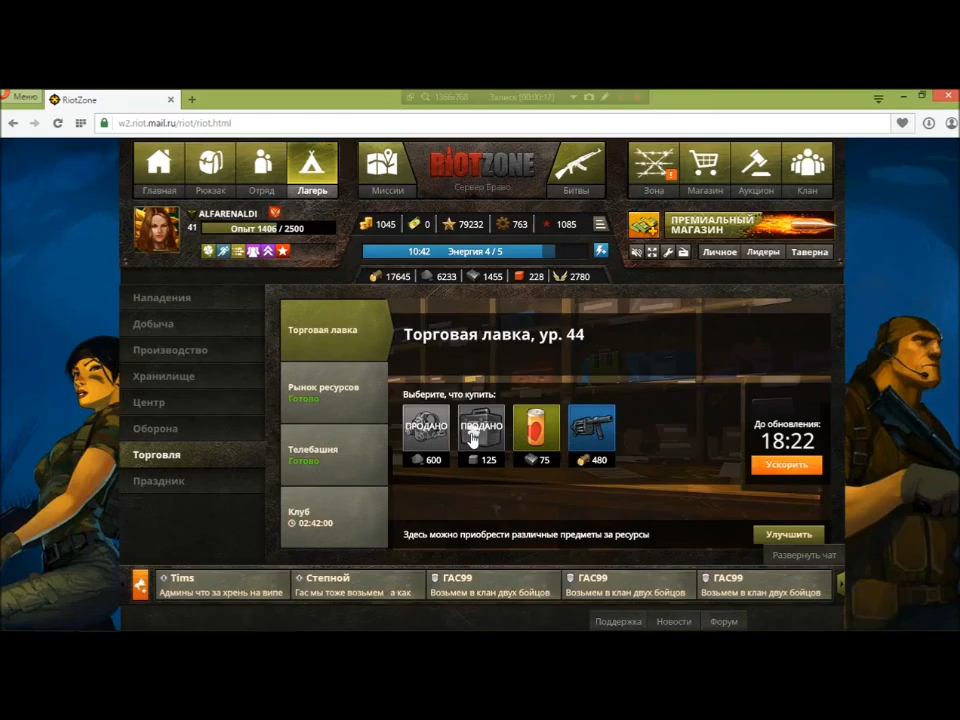 Меню
RiotZone
1366x768
Запись [00:00:17]
w2.riot.mail.ru/riot/riot.html
Главная
Рюкзак
Отряд
Лагерь
Миссии
RIOTZONE
Сервер Браво
Битвы
Зона
Магазин
Аукцион
Клан
41
ALFARENALDI
Опыт 1406 / 2500
1045
0
79232
763
1085
10:42 Энергия 4 / 5
ПРЕМИАЛЬНЫЙ
МАГАЗИН
Личное
Лидеры
Таверна
17645
6233
1455
228
2780
Нападения
Добыча
Производство
Хранилище
Центр
Оборона
Торговля
Праздник
Торговая лавка
Рынок ресурсов
Готово
Телебашня
Готово
Клуб
02:42:00
Торговая лавка, ур. 44
Выберите, что купить:
ПРОДАНО
ПРОДАНО
600
125
75
480
До обновления:
18:22
Ускорить
Здесь можно приобрести различные предметы за ресурсы
Улучшить
Развернуть чат
Tims
Админы что за хрень на випе
Степной
Гас мы тоже возьмем а как
ГАС99
Возьмем в клан двух бойцов
ГАС99
Возьмем в клан двух бойцов
ГАС99
Возьмем в клан двух бойцов
Поддержка
Новости
Форум